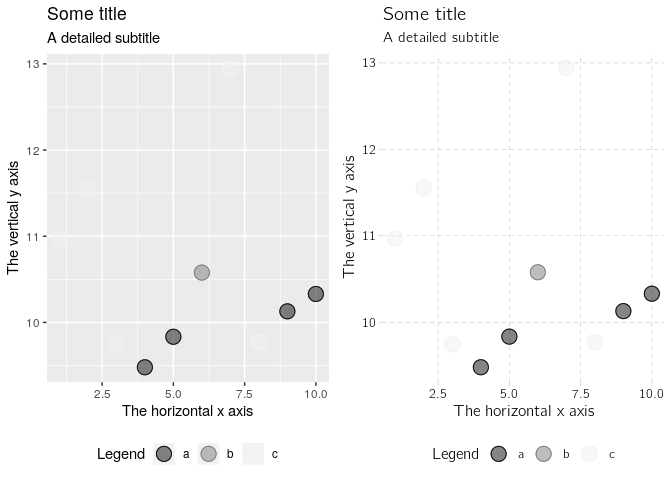 Some title
A detailed subtitle
The vertical y axis
13
12
11
10
2.5 5.0 7.5 10.0
The horizontal x axis
Legend a b c
Some title
A detailed subtitle
The vertical y axis
13
12
11
10
2.5 5.0 7.5 10.0
The horizontal x axis
Legend a b c